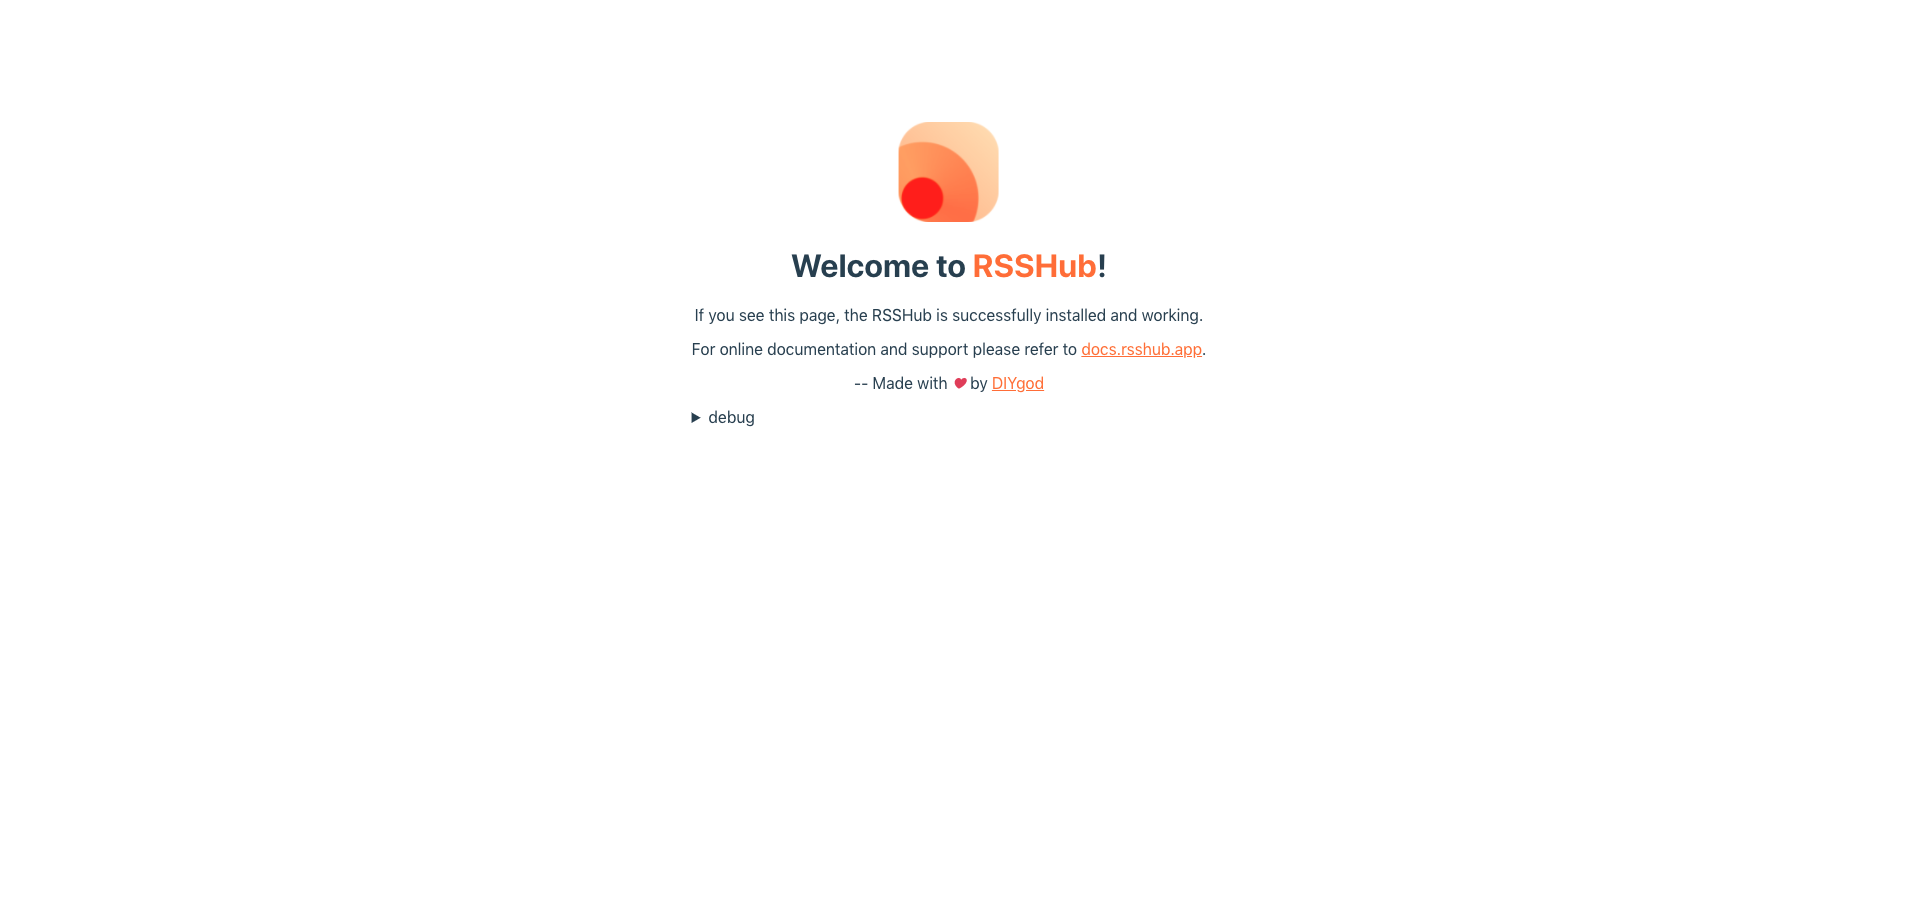 Welcome to RSSHub!
If you see this page, the RSSHub is successfully installed and working.
For online documentation and support please refer to docs.rsshub.app.
-- Made with ❤️ by DIYgod
▶ debug